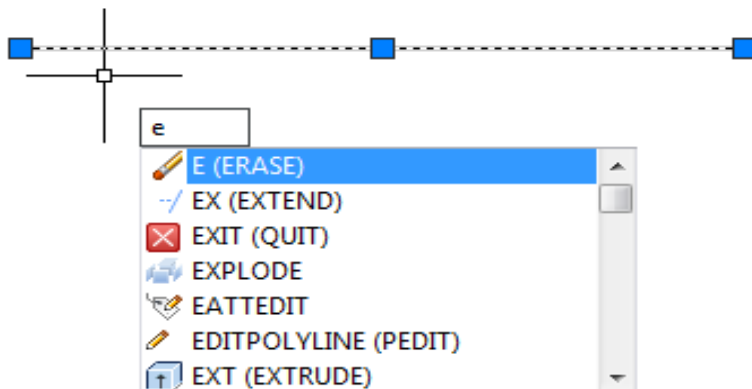 e
E (ERASE)
EX (EXTEND)
EXIT (QUIT)
EXPLODE
EATTEDIT
EDITPOLYLINE (PEDIT)
EXT (EXTRUDE)